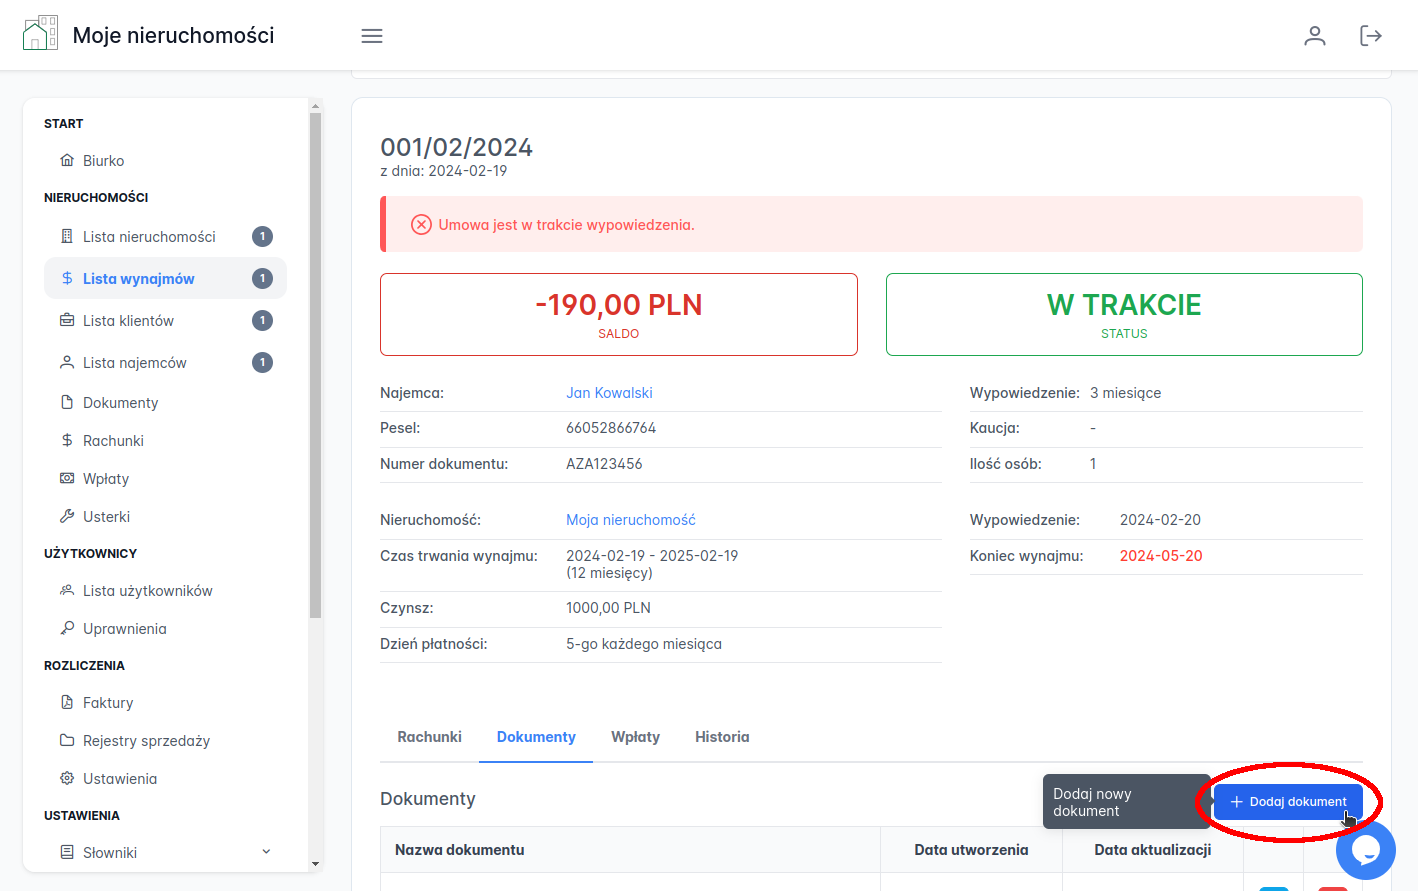 Moje nieruchomości
START
Biurko
NIERUCHOMOŚCI
Lista nieruchomości 1
Lista wynajmów 1
Lista klientów 1
Lista najemców 1
Dokumenty
Rachunki
Wpłaty
Usterki
UŻYTKOWNICY
Lista użytkowników
Uprawnienia
ROZLICZENIA
Faktury
Rejestry sprzedaży
Ustawienia
USTAWIENIA
Słowniki
001/02/2024
z dnia: 2024-02-19
Umowa jest w trakcie wypowiedzenia.
-190,00 PLN
SALDO
W TRAKCIE
STATUS
Najemca: Jan Kowalski
Pesel: 66052866764
Numer dokumentu: AZA123456
Wypowiedzenie: 3 miesiące
Kaucja: -
Ilość osób: 1
Nieruchomość: Moja nieruchomość
Czas trwania wynajmu: 2024-02-19 - 2025-02-19
(12 miesięcy)
Czynsz: 1000,00 PLN
Dzień płatności: 5-go każdego miesiąca
Wypowiedzenie: 2024-02-20
Koniec wynajmu: 2024-05-20
Rachunki Dokumenty Wpłaty Historia
Dokumenty
Dodaj nowy
dokument
+ Dodaj dokument
Nazwa dokumentu Data utworzenia Data aktualizacji